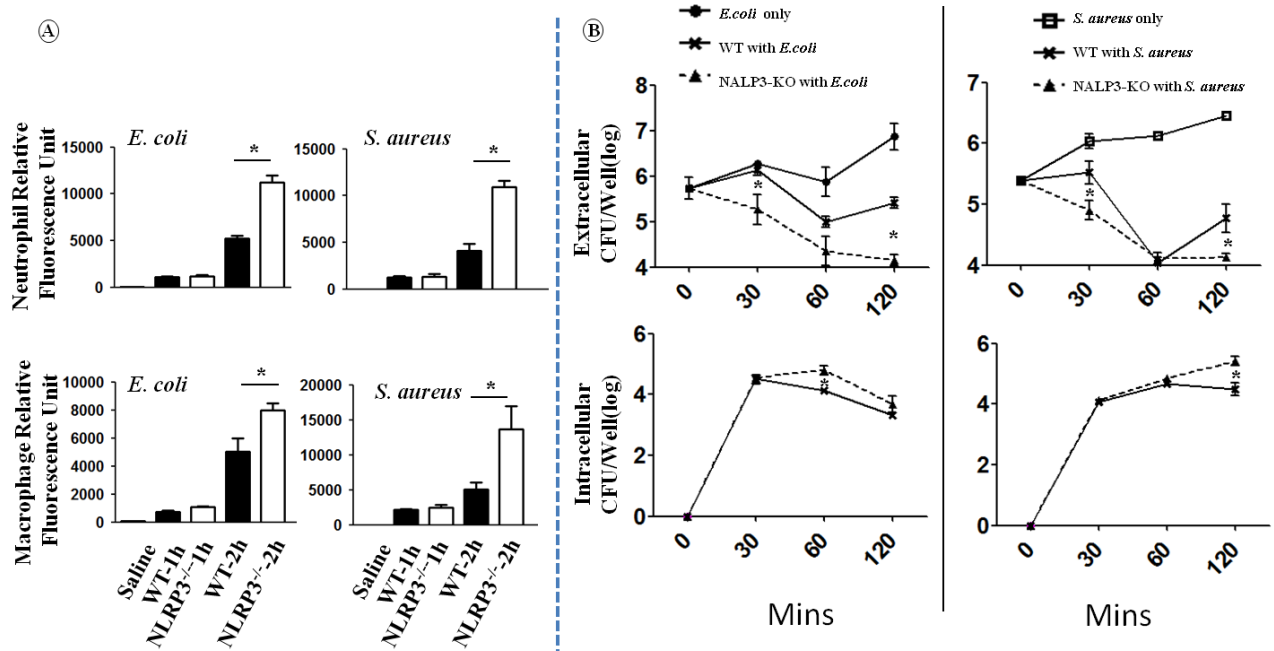 A
E. coli
S. aureus
Neutrophil Relative
Fluorescence Unit
15000
10000
5000
0
15000
10000
5000
0
*
*
E. coli
S. aureus
Macrophage Relative
Fluorescence Unit
10000
8000
6000
4000
2000
0
20000
15000
10000
5000
0
*
*
Saline
WT-1h
NLRP3-/--1h
WT-2h
NLRP3-/--2h
Saline
WT-1h
NLRP3-/--1h
WT-2h
NLRP3-/--2h
B
E.coli only
WT with E.coli
NALP3-KO with E.coli
S. aureus only
WT with S. aureus
NALP3-KO with S. aureus
Extracellular
CFU/Well(log)
8
7
6
5
4
*
*
0
30
60
120
7
6
5
4
*
*
0
30
60
120
Intracellular
CFU/Well(log)
6
4
2
0
*
0
30
60
120
6
4
2
0
*
0
30
60
120
Mins
Mins